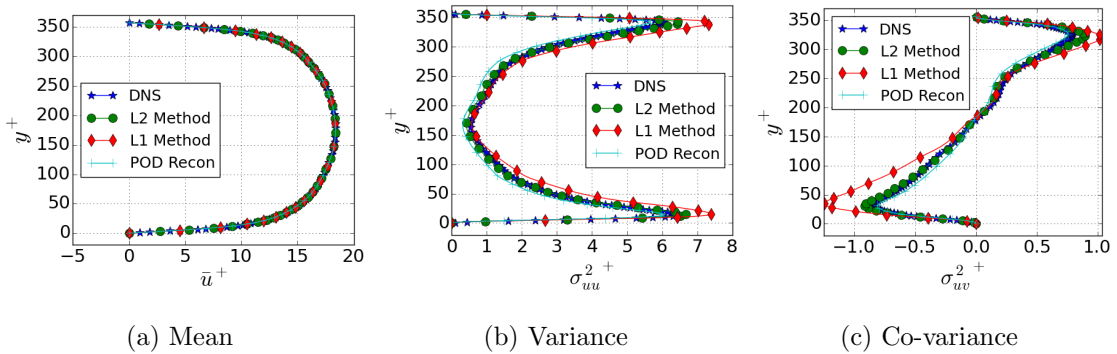 350
300
250
200
150
100
50
0
y⁺
DNS
L2 Method
L1 Method
POD Recon
−5 0 5 10 15 20
ū⁺
(a) Mean
350
300
250
200
150
100
50
0
y⁺
DNS
L2 Method
L1 Method
POD Recon
0 1 2 3 4 5 6 7 8
σ²ᵤᵤ⁺
(b) Variance
350
300
250
200
150
100
50
0
y⁺
DNS
L2 Method
L1 Method
POD Recon
−1.0 −0.5 0.0 0.5 1.0
σ²ᵤᵥ⁺
(c) Co-variance